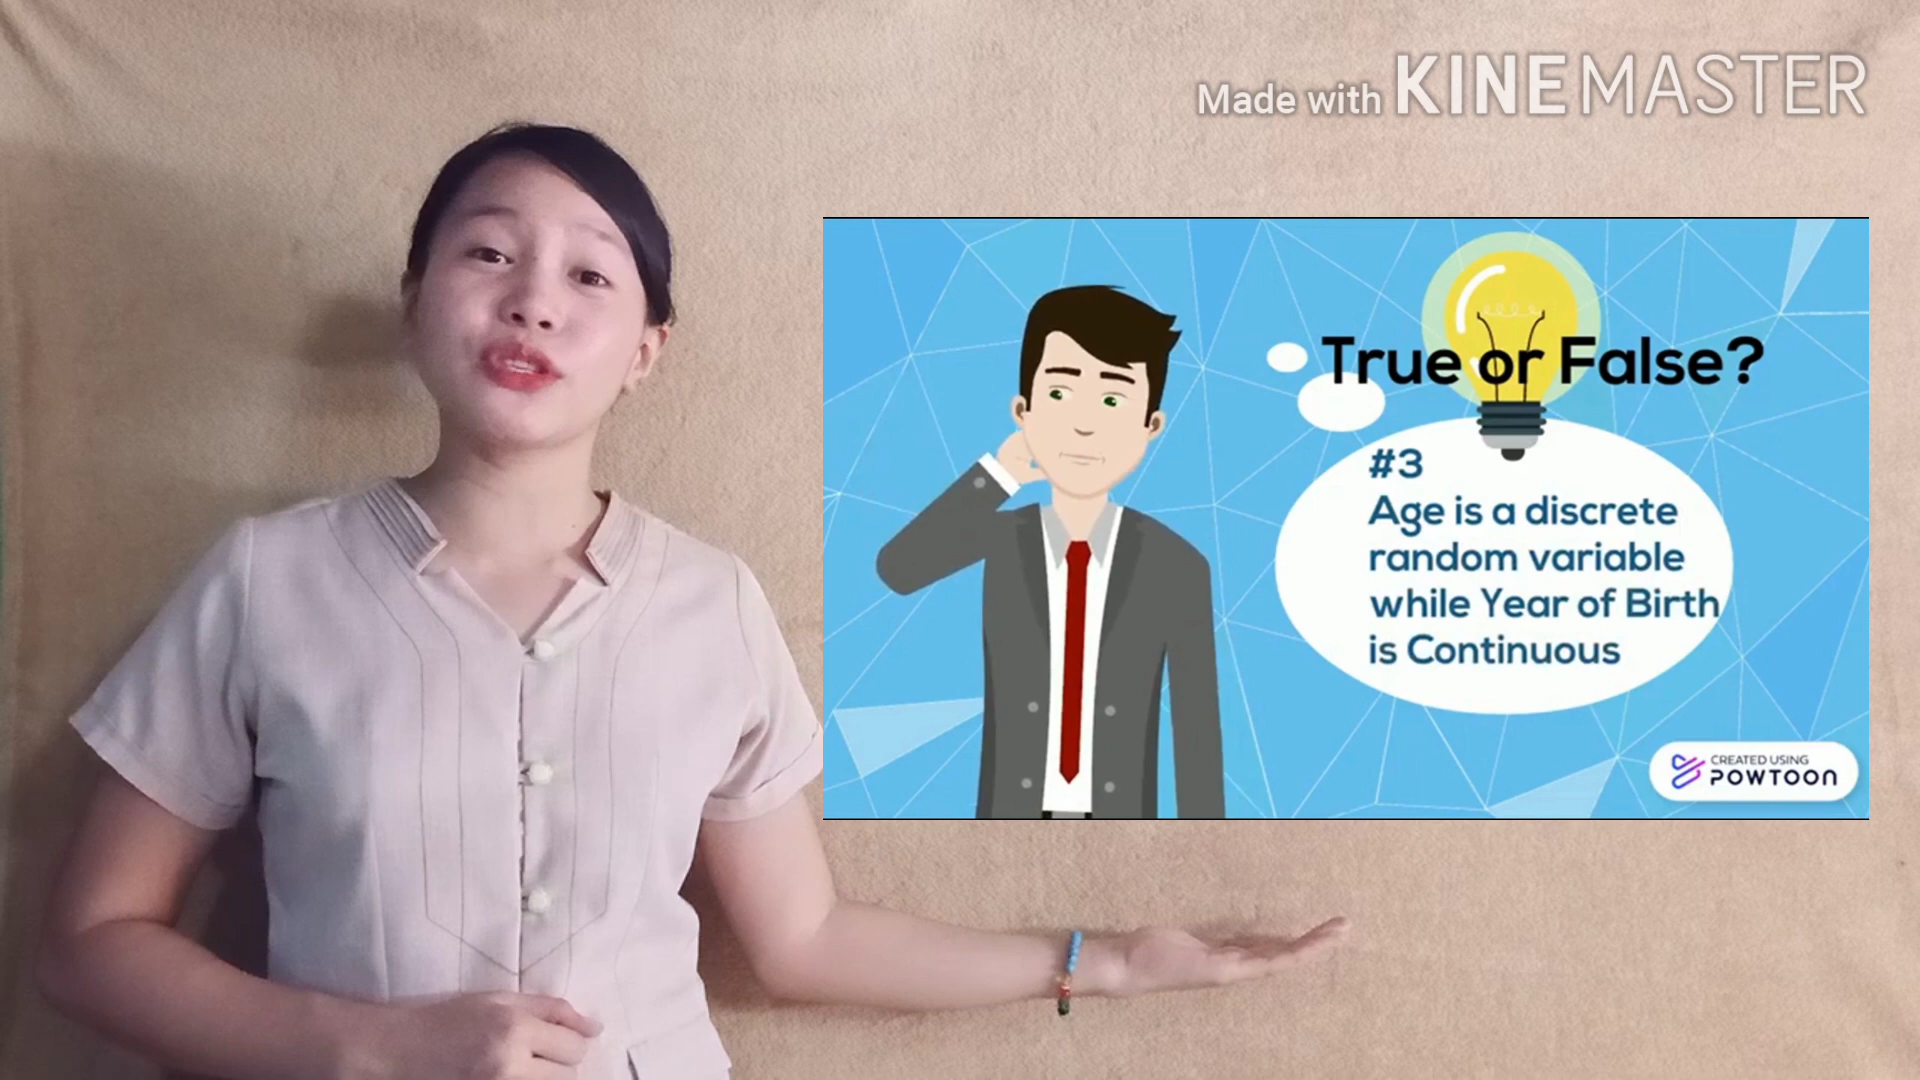 Made with KINEMASTER
True or False?
#3
Age is a discrete
random variable
while Year of Birth
is Continuous
CREATED USING
POWTOON